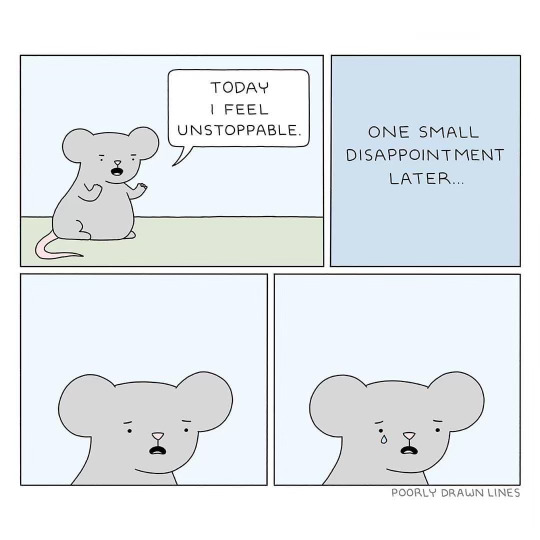 TODAY
I FEEL
UNSTOPPABLE.
ONE SMALL
DISAPPOINTMENT
LATER...
POORLY DRAWN LINES